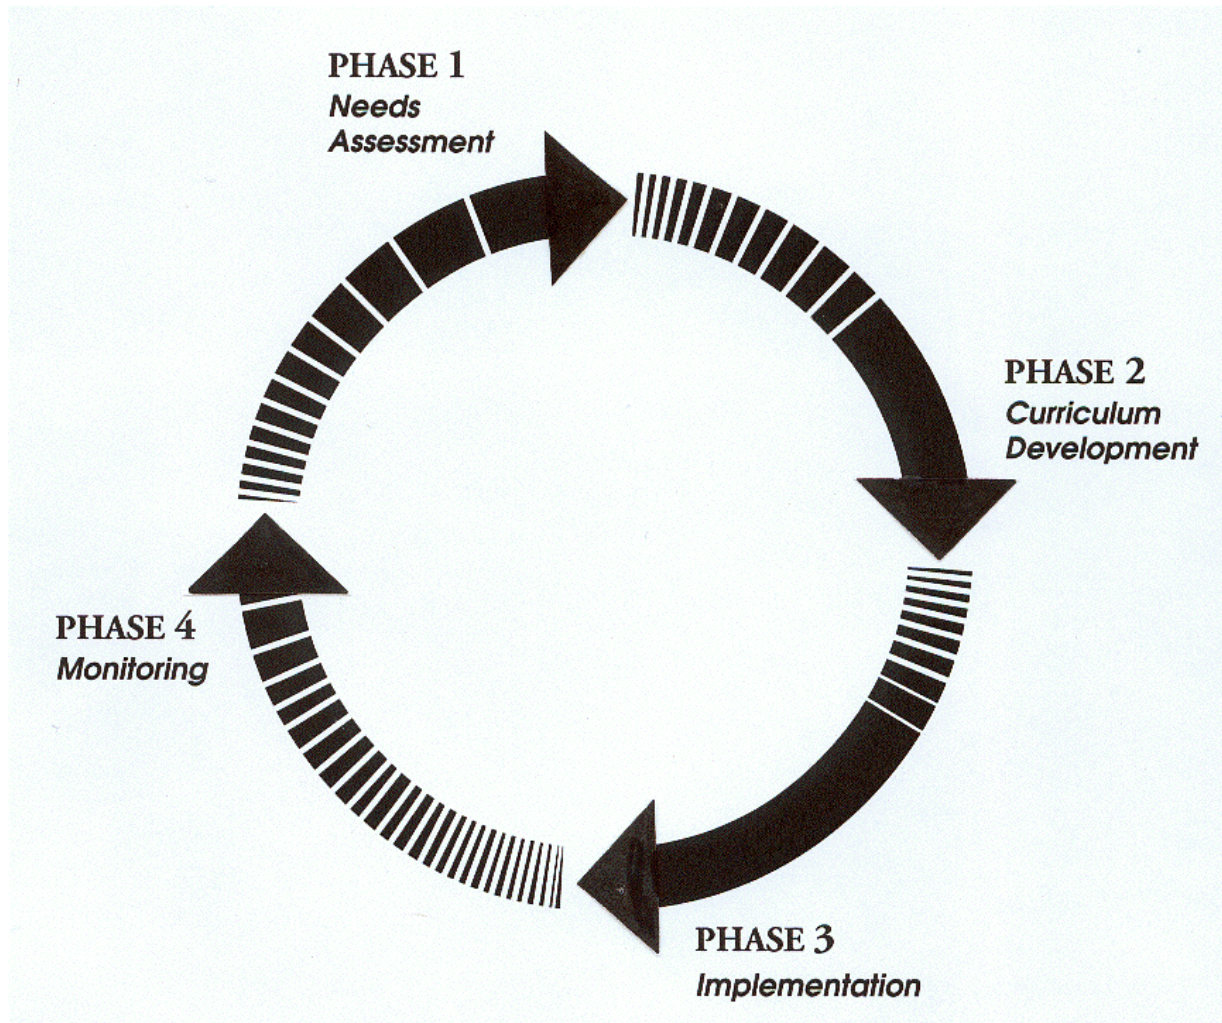 PHASE 1
Needs
Assessment
PHASE 2
Curriculum
Development
PHASE 3
Implementation
PHASE 4
Monitoring